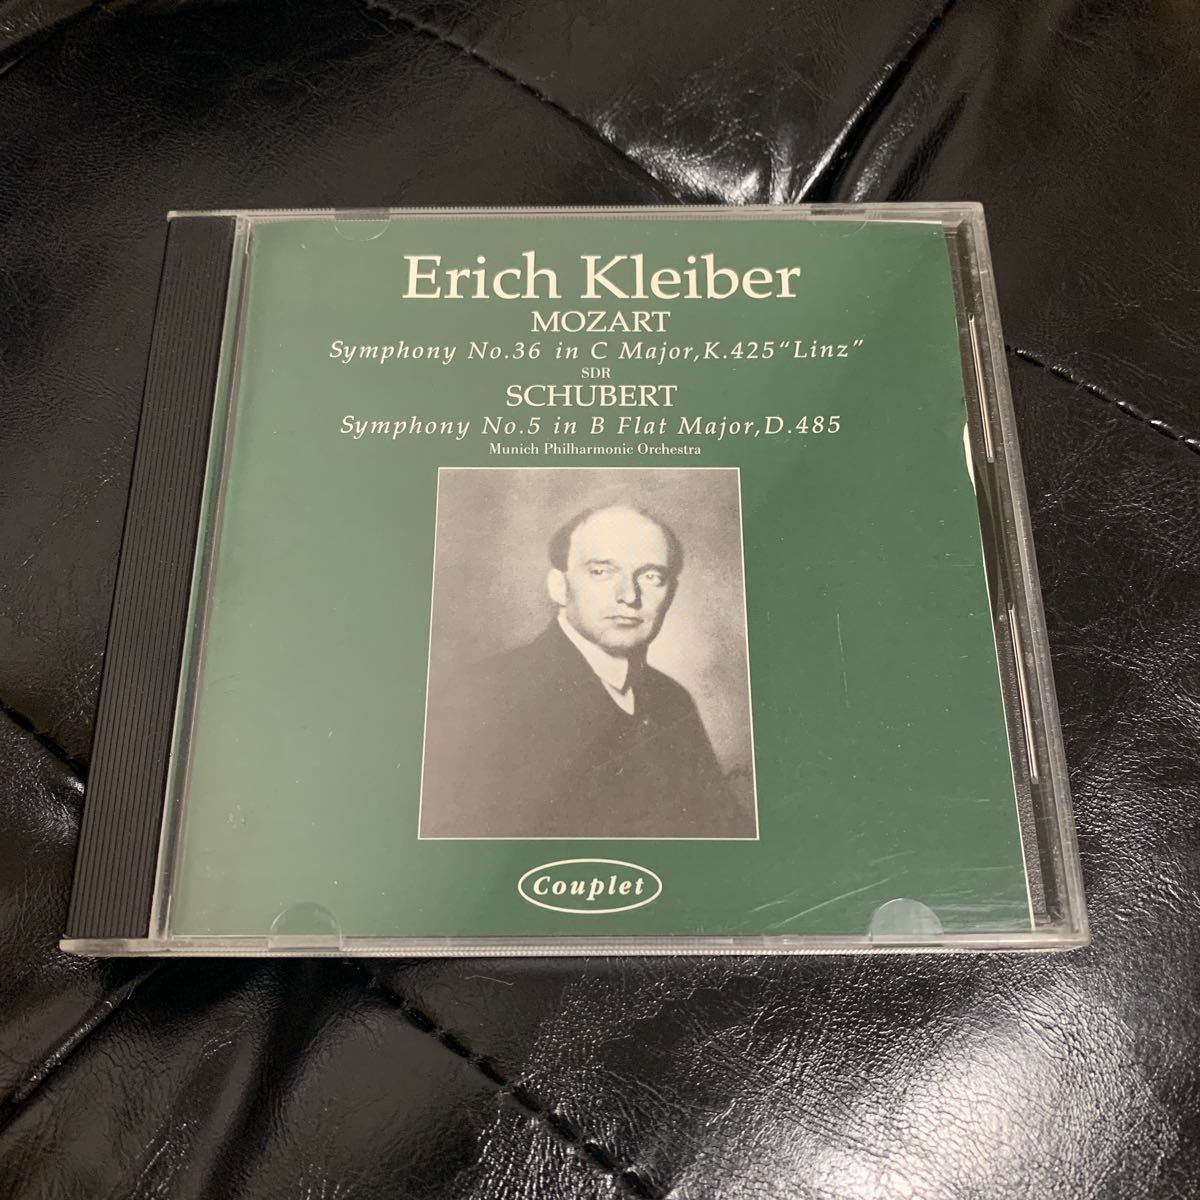 Erich Kleiber
MOZART
Symphony No.36 in C Major,K.425“Linz”
SDR
SCHUBERT
Symphony No.5 in B Flat Major,D.485
Munich Philharmonic Orchestra
Couplet